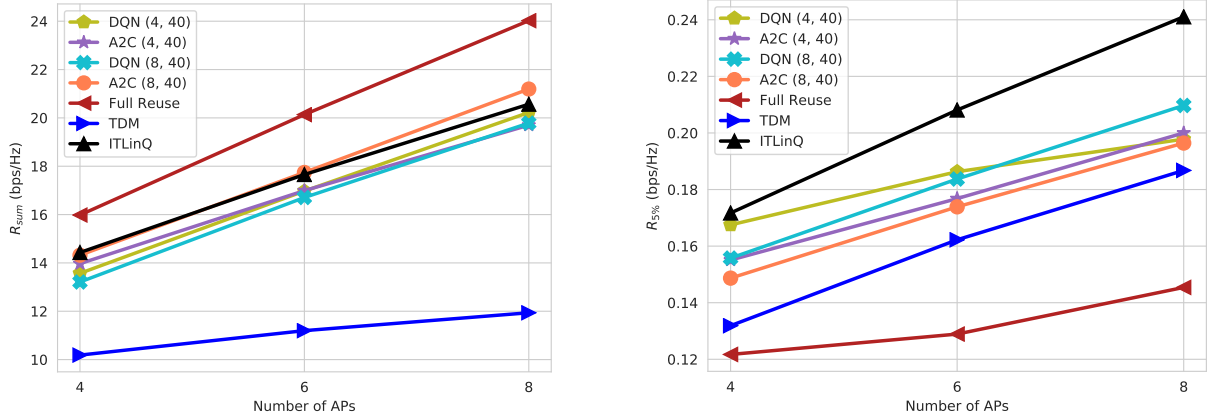 24
22
20
18
16
14
12
10
R_sum (bps/Hz)
DQN (4, 40)
A2C (4, 40)
DQN (8, 40)
A2C (8, 40)
Full Reuse
TDM
ITLinQ
4 6 8
Number of APs
0.24
0.22
0.20
0.18
0.16
0.14
0.12
R_5% (bps/Hz)
DQN (4, 40)
A2C (4, 40)
DQN (8, 40)
A2C (8, 40)
Full Reuse
TDM
ITLinQ
4 6 8
Number of APs